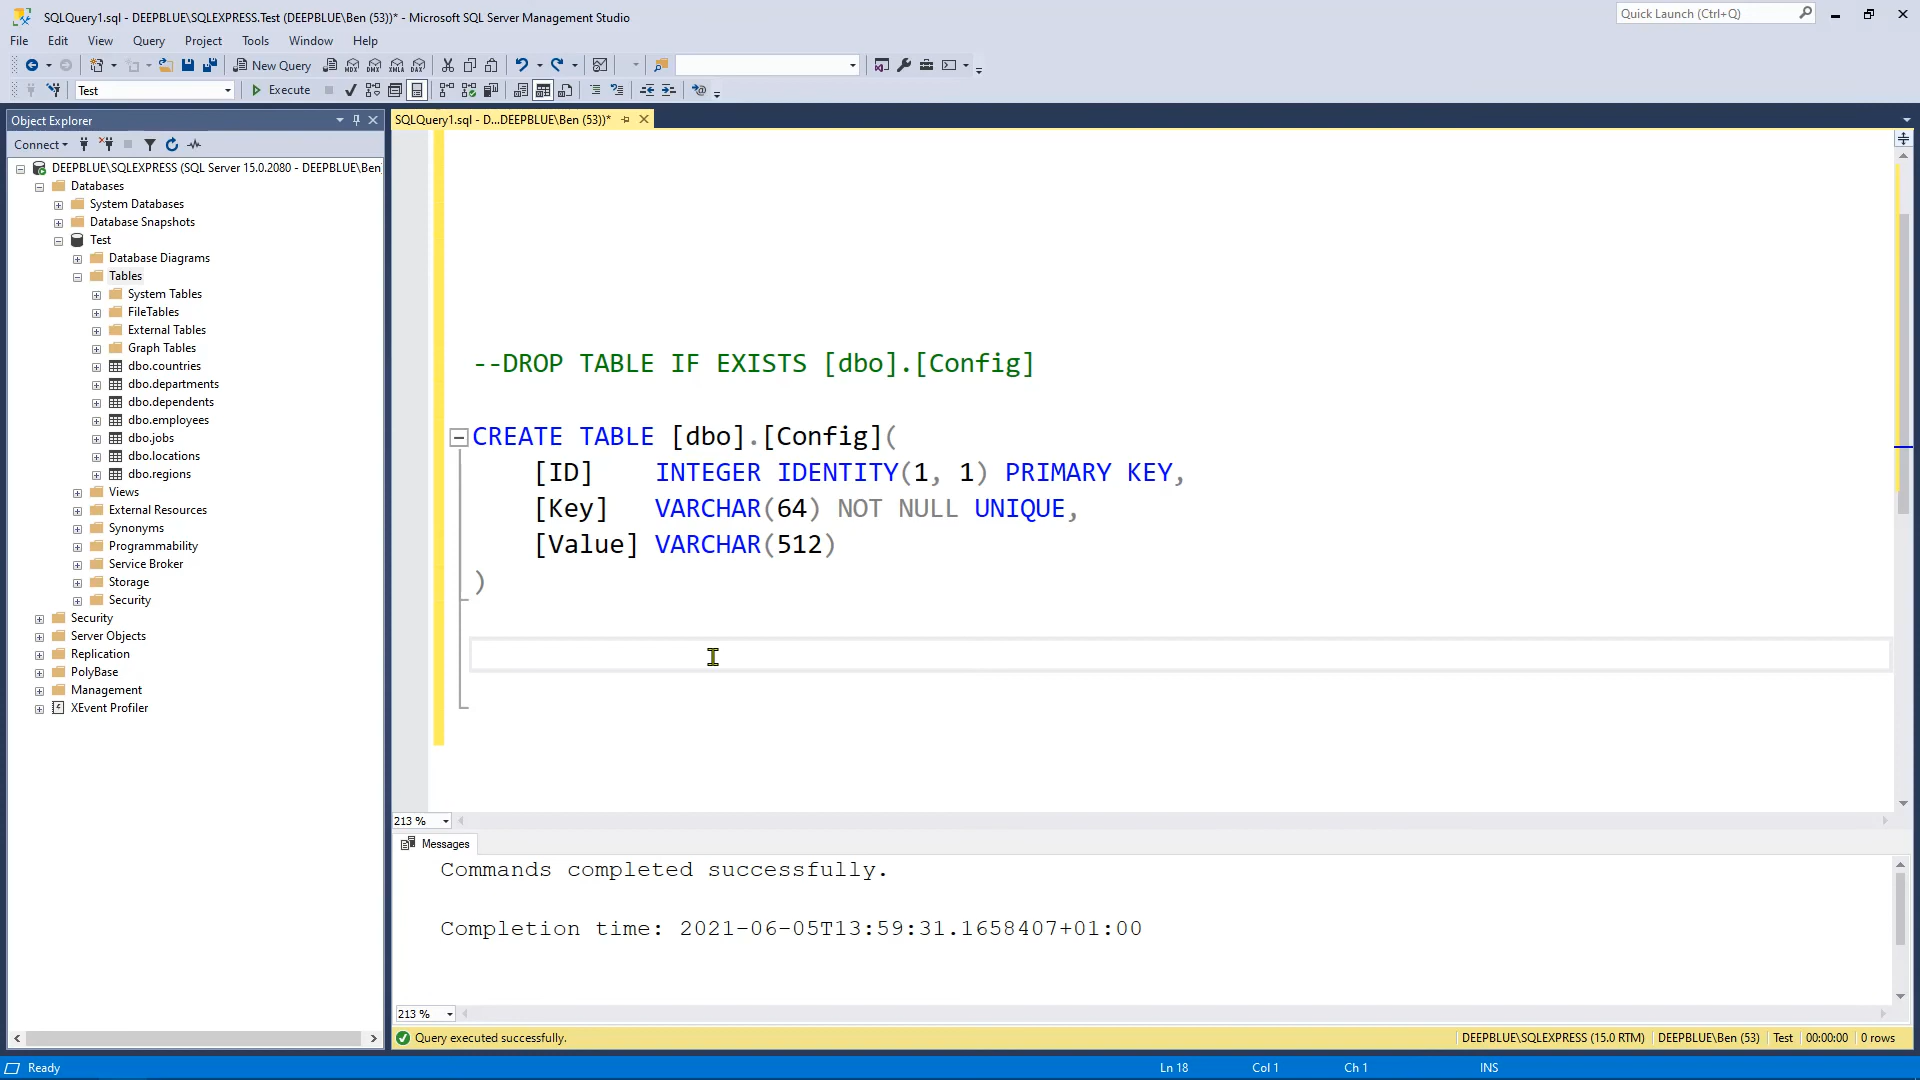 SQLQuery1.sql - DEEPBLUE\SQLEXPRESS.Test (DEEPBLUE\Ben (53))* - Microsoft SQL Server Management Studio
Quick Launch (Ctrl+Q)
File Edit View Query Project Tools Window Help
New Query MDX DMX XMLA DAX
Test Execute
Object Explorer
SQLQuery1.sql - D...DEEPBLUE\Ben (53))*
Connect
DEEPBLUE\SQLEXPRESS (SQL Server 15.0.2080 - DEEPBLUE\Ben
Databases
System Databases
Database Snapshots
Test
Database Diagrams
Tables
System Tables
FileTables
External Tables
Graph Tables
dbo.countries
dbo.departments
dbo.dependents
dbo.employees
dbo.jobs
dbo.locations
dbo.regions
Views
External Resources
Synonyms
Programmability
Service Broker
Storage
Security
Security
Server Objects
Replication
PolyBase
Management
XEvent Profiler
--DROP TABLE IF EXISTS [dbo].[Config]
CREATE TABLE [dbo].[Config](
[ID] INTEGER IDENTITY(1, 1) PRIMARY KEY,
[Key] VARCHAR(64) NOT NULL UNIQUE,
[Value] VARCHAR(512)
)
213 %
Messages
Commands completed successfully.
Completion time: 2021-06-05T13:59:31.1658407+01:00
213 %
Query executed successfully. DEEPBLUE\SQLEXPRESS (15.0 RTM) DEEPBLUE\Ben (53) Test 00:00:00 0 rows
Ready Ln 18 Col 1 Ch 1 INS